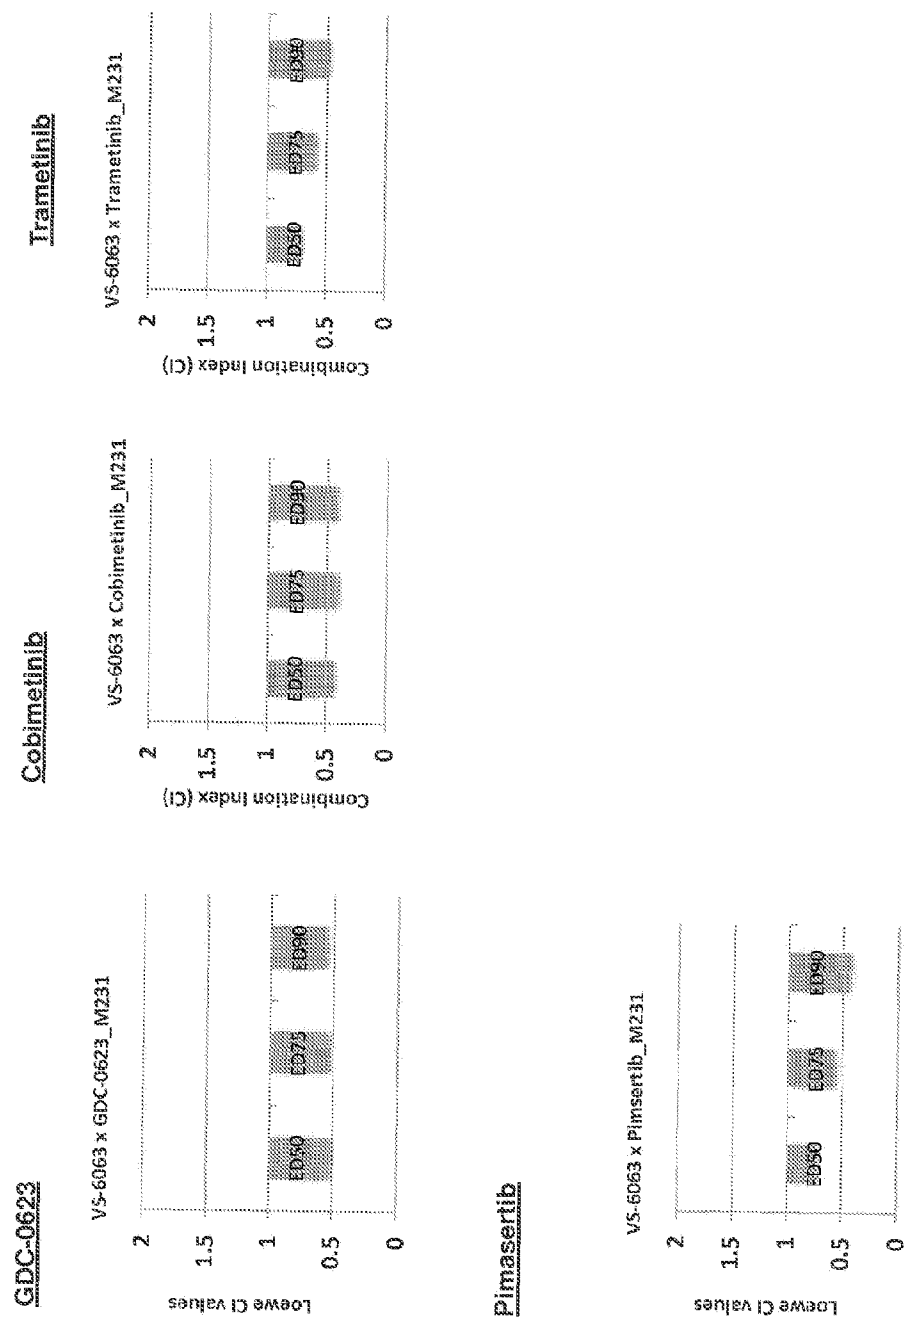 GDC-0623
VS-6063 x GDC-0623_M231
Loewe CI values
2
1.5
1
0.5
0
ED50
ED75
ED90
Cobimetinib
VS-6063 x Cobimetinib_M231
Combination Index (CI)
2
1.5
1
0.5
0
ED50
ED75
ED90
Trametinib
VS-6063 x Trametinib_M231
Combination Index (CI)
2
1.5
1
0.5
0
ED50
ED75
ED90
Pimasertib
VS-6063 x Pimsertib_M231
Loewe CI values
2
1.5
1
0.5
0
ED50
ED75
ED90